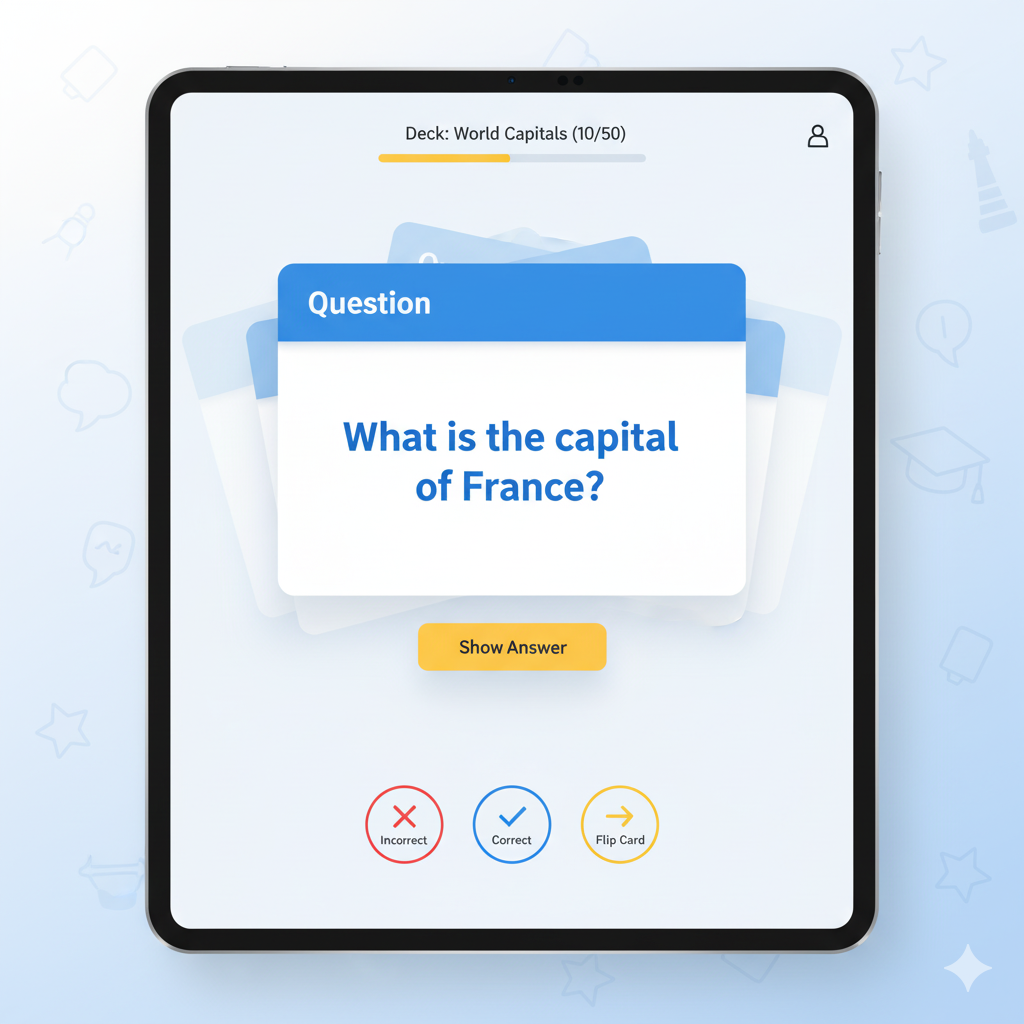 Deck: World Capitals (10/50)
Question
What is the capital
of France?
Show Answer
Incorrect
Correct
Flip Card